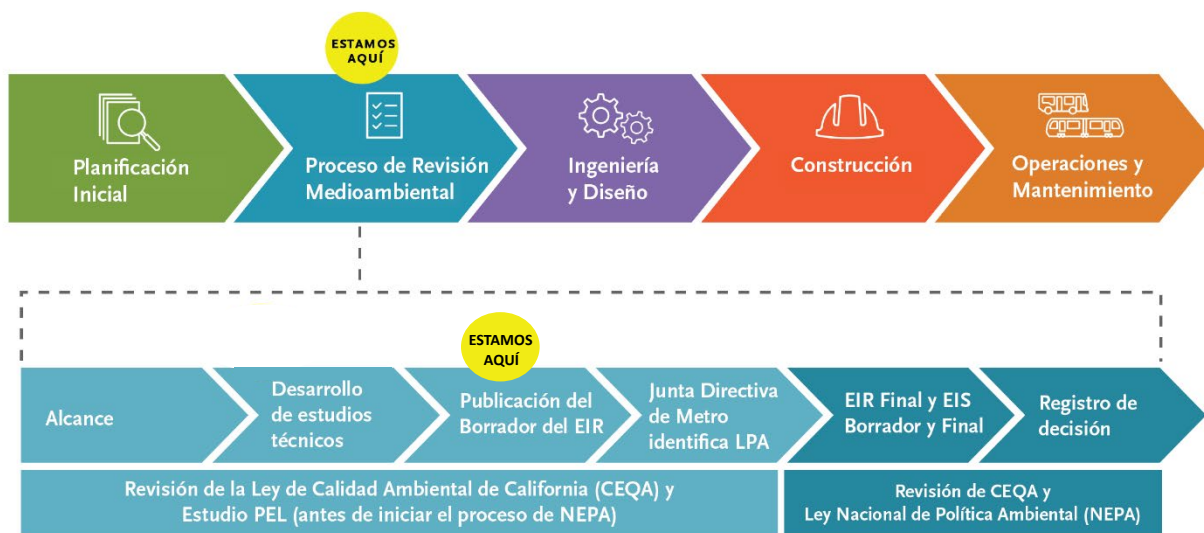 ESTAMOS
AQUÍ
Planificación
Inicial
Proceso de Revisión
Medioambiental
Ingeniería
y Diseño
Construcción
Operaciones y
Mantenimiento
ESTAMOS
AQUÍ
Alcance
Desarrollo
de estudios
técnicos
Publicación del
Borrador del EIR
Junta Directiva
de Metro
identifica LPA
EIR Final y EIS
Borrador y Final
Registro de
decisión
Revisión de la Ley de Calidad Ambiental de California (CEQA) y
Estudio PEL (antes de iniciar el proceso de NEPA)
Revisión de CEQA y
Ley Nacional de Política Ambiental (NEPA)